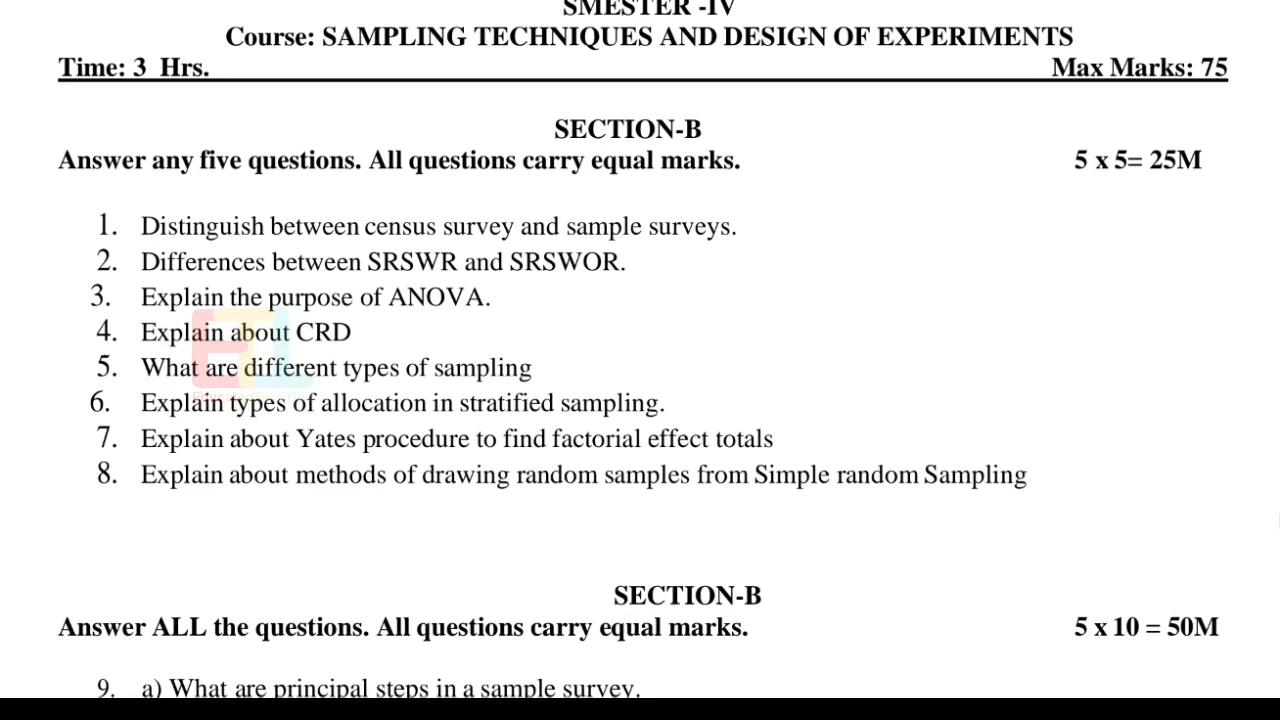 SMESTER -IV
Course: SAMPLING TECHNIQUES AND DESIGN OF EXPERIMENTS
Time: 3 Hrs. Max Marks: 75
SECTION-B
Answer any five questions. All questions carry equal marks. 5 x 5= 25M
1. Distinguish between census survey and sample surveys.
2. Differences between SRSWR and SRSWOR.
3. Explain the purpose of ANOVA.
4. Explain about CRD
5. What are different types of sampling
6. Explain types of allocation in stratified sampling.
7. Explain about Yates procedure to find factorial effect totals
8. Explain about methods of drawing random samples from Simple random Sampling
SECTION-B
Answer ALL the questions. All questions carry equal marks. 5 x 10 = 50M
9. a) What are principal steps in a sample survey.
ETL